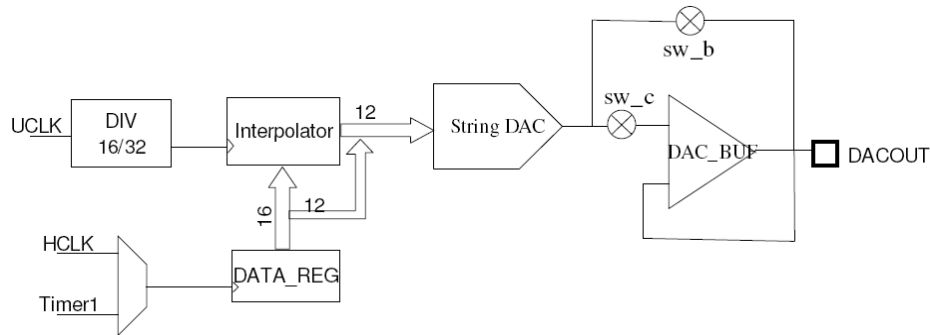 sw_b
UCLK
DIV
16/32
Interpolator
12
String DAC
sw_c
DAC_BUF
DACOUT
16
12
HCLK
Timer1
DATA_REG